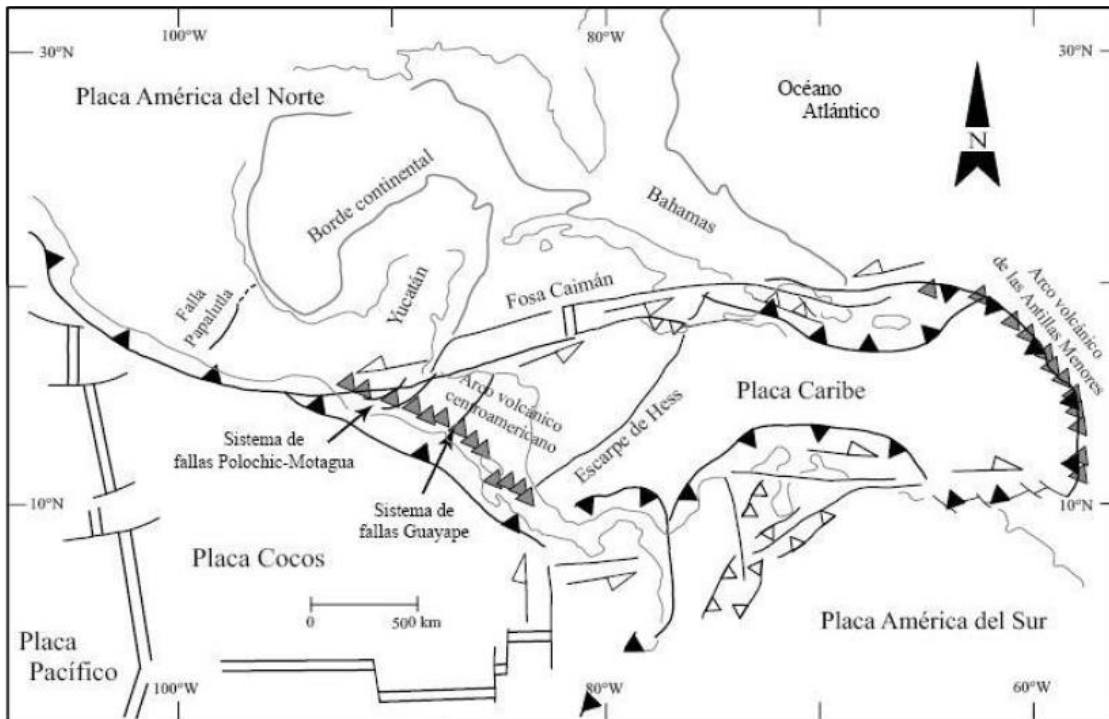 100°W
80°W
30°N
30°N
Placa América del Norte
Océano
Atlántico
N
Borde continental
Bahamas
Yucatán
Fosa Caimán
Falla
Papalutla
Arco volcánico
de las Antillas Menores
Arco volcánico
centroamericano
Placa Caribe
Escarpe de Hess
Sistema de
fallas Polochic-Motagua
Sistema de
fallas Guayape
10°N
10°N
Placa Cocos
0
500 km
Placa América del Sur
Placa
Pacífico
100°W
80°W
60°W